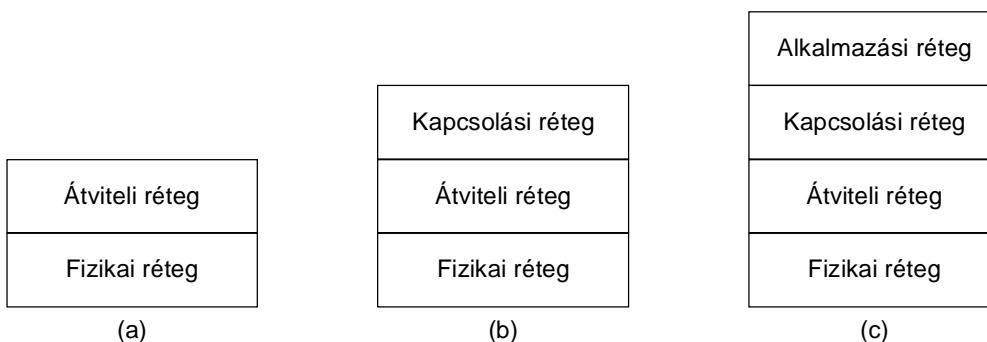 Átviteli réteg
Fizikai réteg
(a)
Kapcsolási réteg
Átviteli réteg
Fizikai réteg
(b)
Alkalmazási réteg
Kapcsolási réteg
Átviteli réteg
Fizikai réteg
(c)